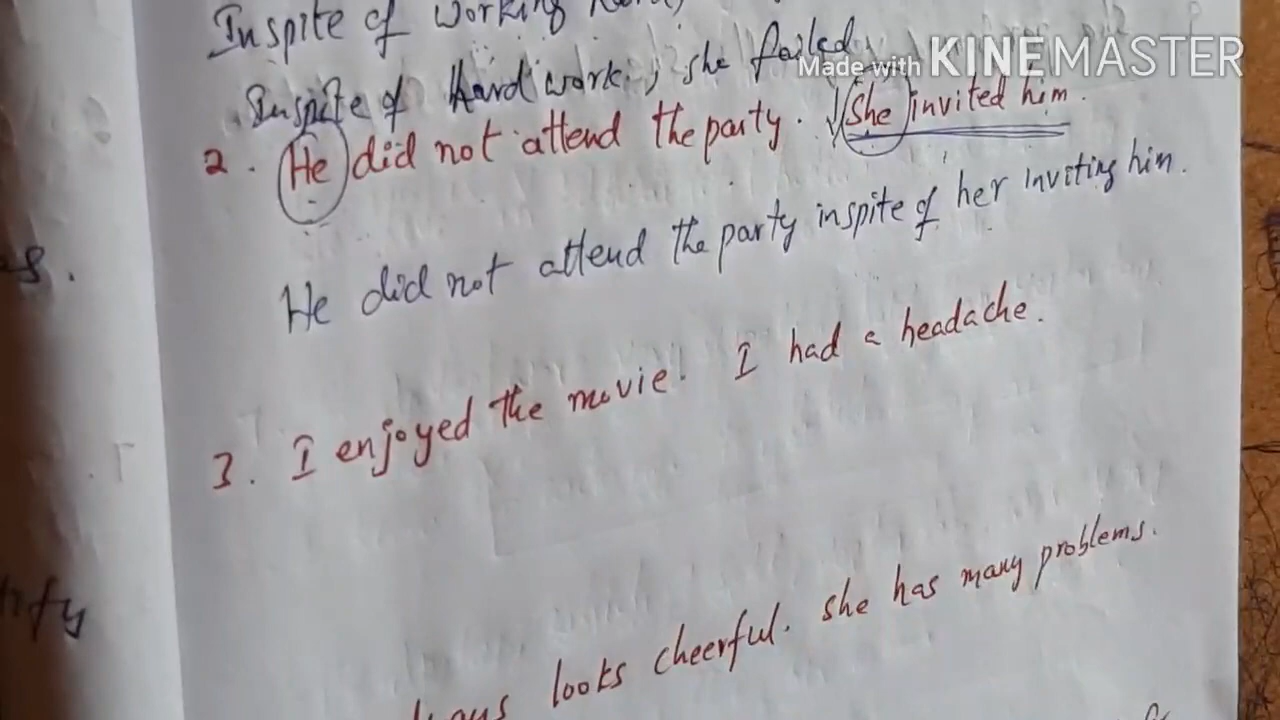 Inspite of working
Inspite of Hard work, she failed
Made with KINEMASTER
2. He did not attend the party. She invited him.
He did not attend the party inspite of her inviting him.
3. I enjoyed the movie. I had a headache.
looks cheerful. she has many problems.